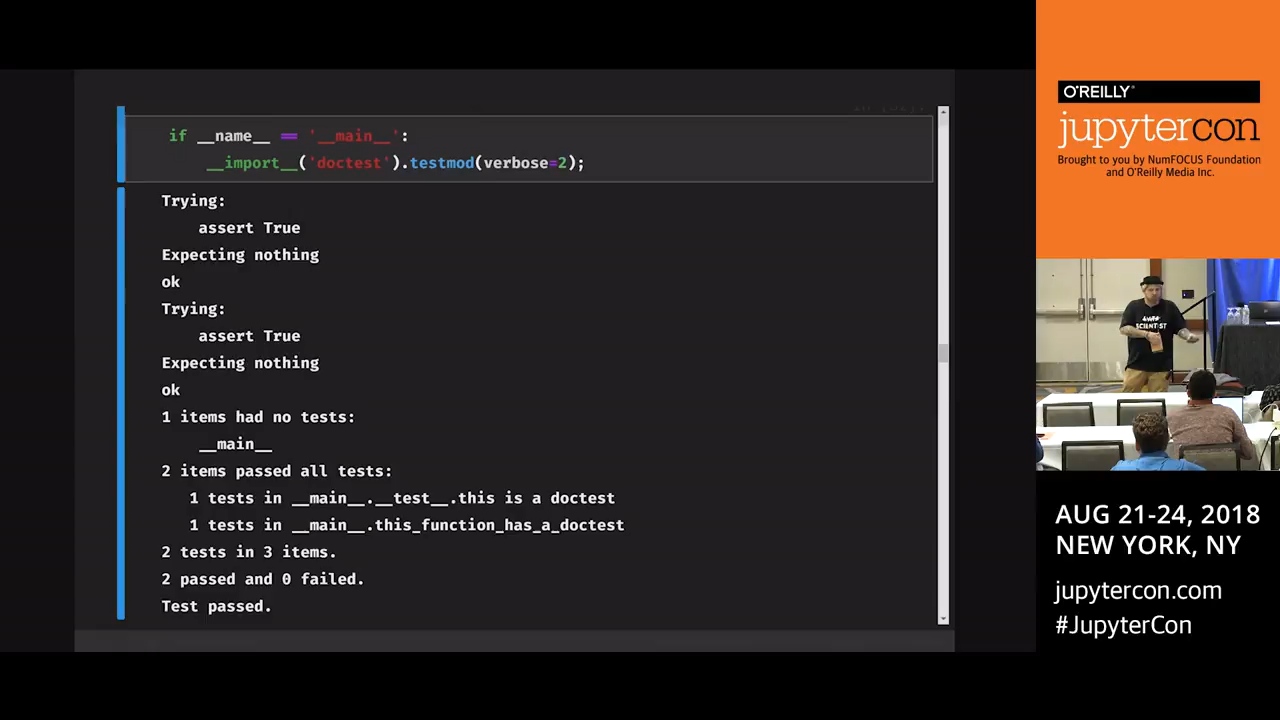 if __name__ == '__main__':
__import__('doctest').testmod(verbose=2);
Trying:
assert True
Expecting nothing
ok
Trying:
assert True
Expecting nothing
ok
1 items had no tests:
__main__
2 items passed all tests:
1 tests in __main__.__test__.this is a doctest
1 tests in __main__.this_function_has_a_doctest
2 tests in 3 items.
2 passed and 0 failed.
Test passed.
O'REILLY®
jupytercon
Brought to you by NumFOCUS Foundation
and O'Reilly Media Inc.
SCIENTIST
AUG 21-24, 2018
NEW YORK, NY
jupytercon.com
#JupyterCon